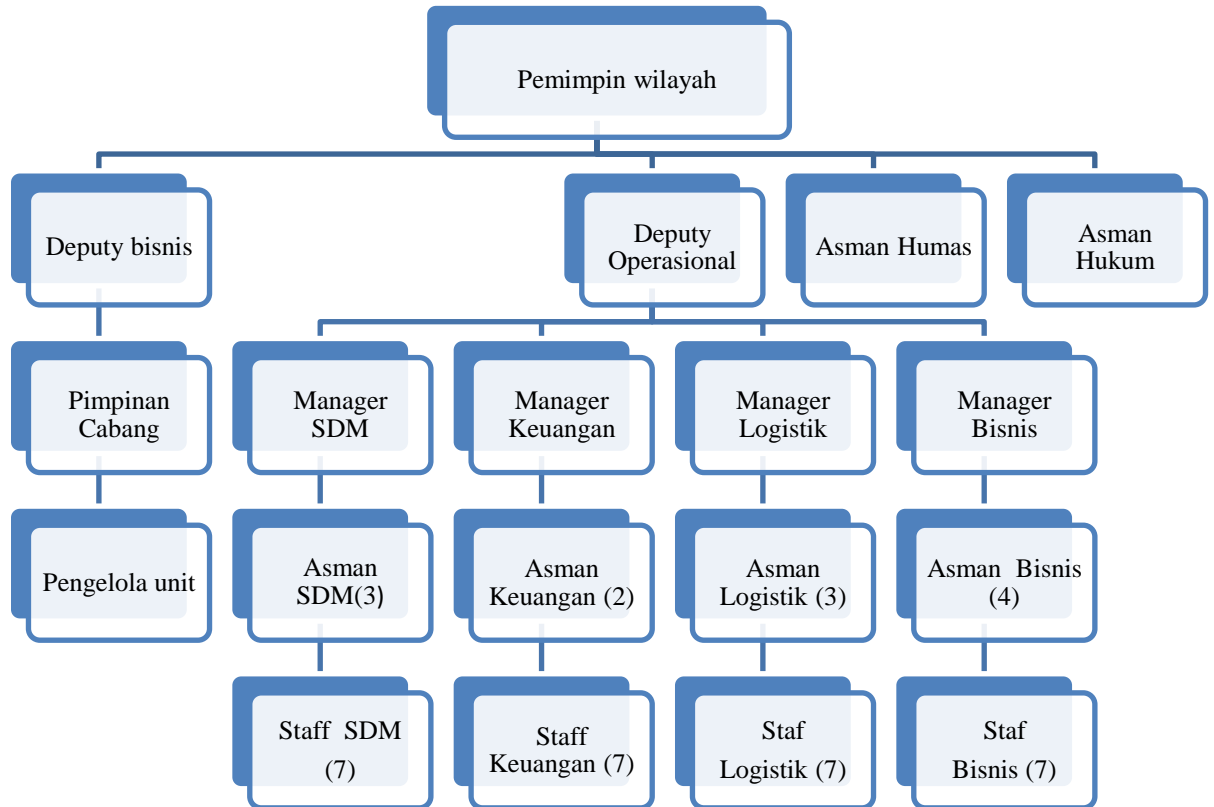 Pemimpin wilayah
Deputy bisnis
Deputy
Operasional
Asman Humas
Asman
Hukum
Pimpinan
Cabang
Manager
SDM
Manager
Keuangan
Manager
Logistik
Manager
Bisnis
Pengelola unit
Asman
SDM(3)
Asman
Keuangan (2)
Asman
Logistik (3)
Asman Bisnis
(4)
Staff SDM
(7)
Staff
Keuangan (7)
Staf
Logistik (7)
Staf
Bisnis (7)